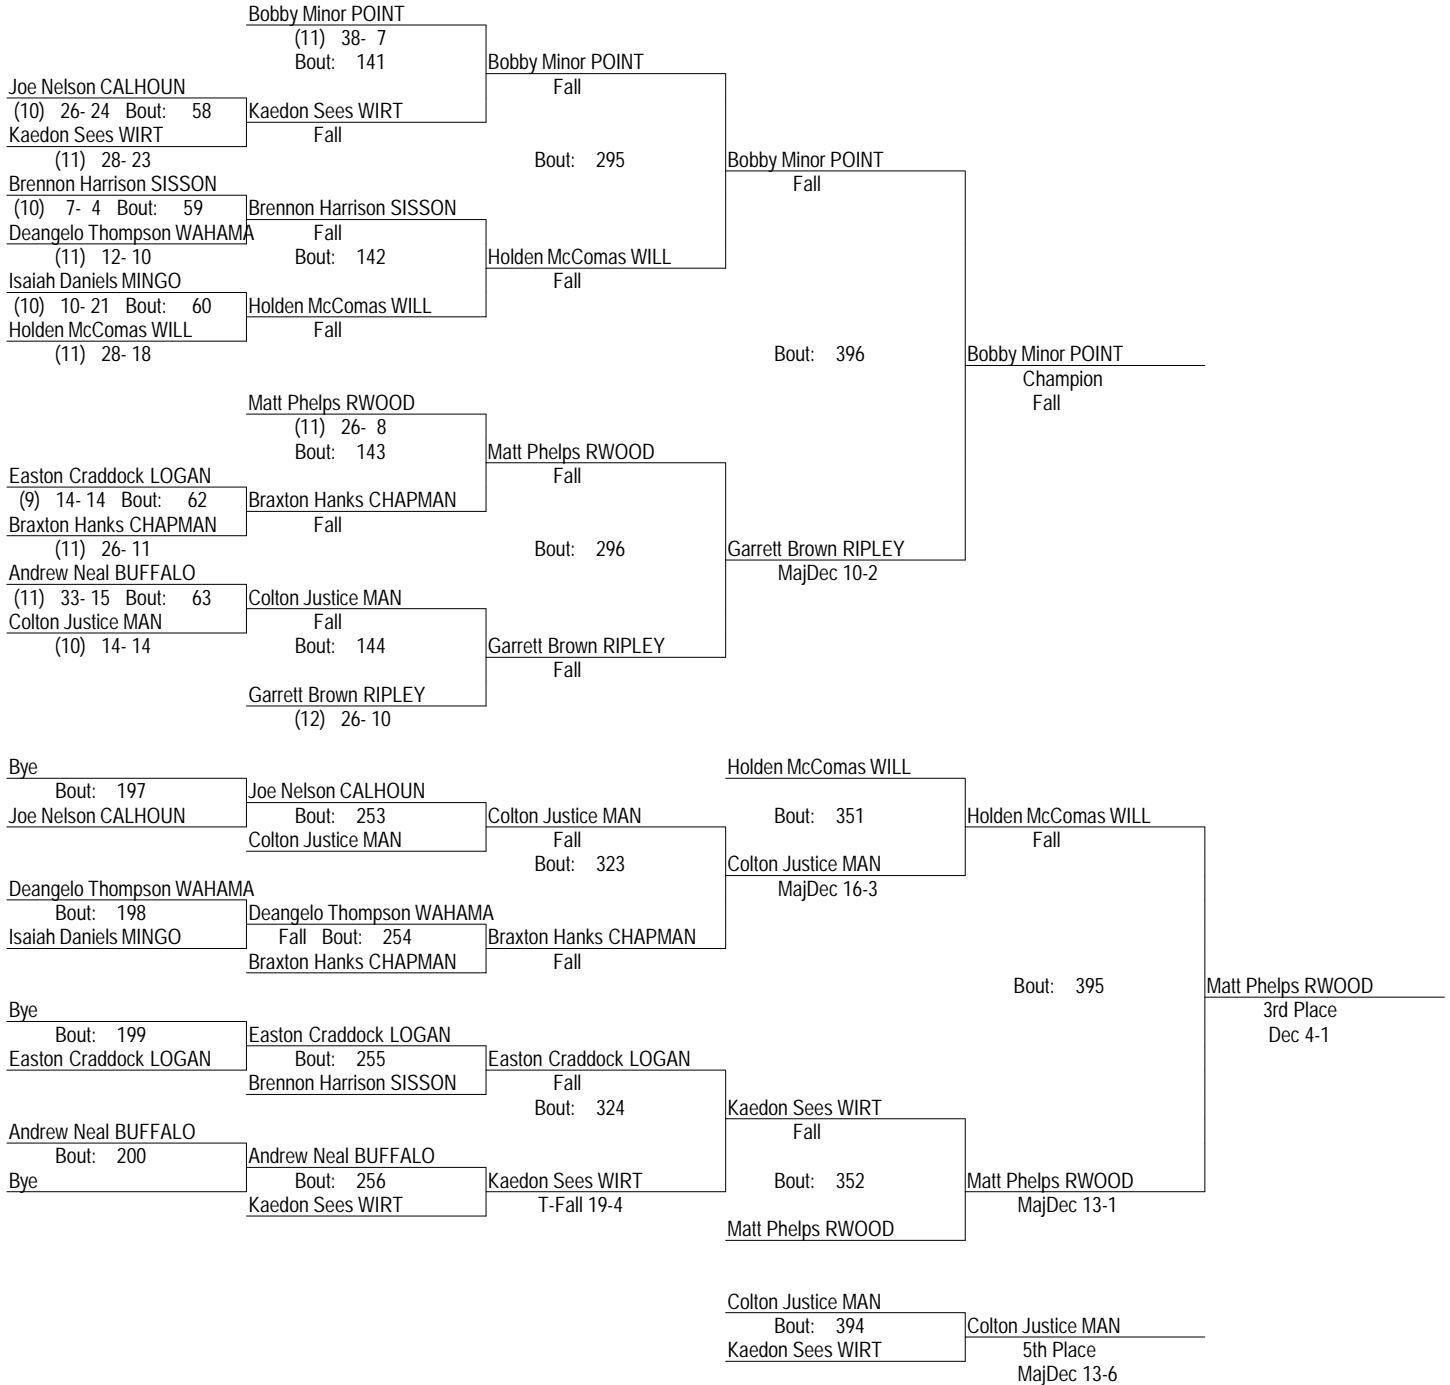 Bobby Minor POINT
(11) 38- 7
Bout: 141
Bobby Minor POINT
Fall
Joe Nelson CALHOUN
(10) 26- 24 Bout: 58
Kaedon Sees WIRT
Kaedon Sees WIRT
Fall
(11) 28- 23
Bout: 295
Bobby Minor POINT
Fall
Brennon Harrison SISSON
(10) 7- 4 Bout: 59
Brennon Harrison SISSON
Deangelo Thompson WAHAMA
Fall
(11) 12- 10
Bout: 142
Holden McComas WILL
Fall
Isaiah Daniels MINGO
(10) 10- 21 Bout: 60
Holden McComas WILL
Holden McComas WILL
Fall
(11) 28- 18
Bout: 396
Bobby Minor POINT
Champion
Fall
Matt Phelps RWOOD
(11) 26- 8
Bout: 143
Matt Phelps RWOOD
Fall
Easton Craddock LOGAN
(9) 14- 14 Bout: 62
Braxton Hanks CHAPMAN
Braxton Hanks CHAPMAN
Fall
(11) 26- 11
Bout: 296
Garrett Brown RIPLEY
MajDec 10-2
Andrew Neal BUFFALO
(11) 33- 15 Bout: 63
Colton Justice MAN
Colton Justice MAN
Fall
(10) 14- 14
Bout: 144
Garrett Brown RIPLEY
Fall
Garrett Brown RIPLEY
(12) 26- 10
Bye
Bout: 197
Joe Nelson CALHOUN
Joe Nelson CALHOUN
Bout: 253
Colton Justice MAN
Colton Justice MAN
Fall
Bout: 323
Holden McComas WILL
Bout: 351
Colton Justice MAN
MajDec 16-3
Holden McComas WILL
Fall
Deangelo Thompson WAHAMA
Bout: 198
Isaiah Daniels MINGO
Deangelo Thompson WAHAMA
Fall Bout: 254
Braxton Hanks CHAPMAN
Braxton Hanks CHAPMAN
Fall
Bout: 395
Matt Phelps RWOOD
3rd Place
Dec 4-1
Bye
Bout: 199
Easton Craddock LOGAN
Easton Craddock LOGAN
Bout: 255
Brennon Harrison SISSON
Easton Craddock LOGAN
Fall
Bout: 324
Kaedon Sees WIRT
Fall
Andrew Neal BUFFALO
Bout: 200
Bye
Andrew Neal BUFFALO
Bout: 256
Kaedon Sees WIRT
Kaedon Sees WIRT
T-Fall 19-4
Bout: 352
Matt Phelps RWOOD
Matt Phelps RWOOD
MajDec 13-1
Colton Justice MAN
Bout: 394
Kaedon Sees WIRT
Colton Justice MAN
5th Place
MajDec 13-6